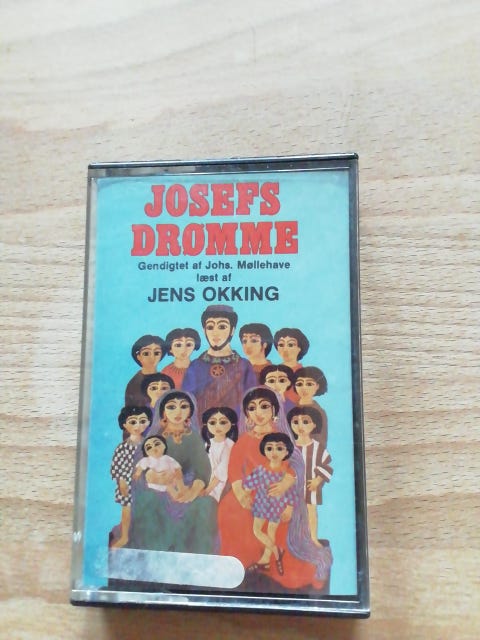 JOSEFS
DRØMME
Gendigtet af Johs. Møllehave
læst af
JENS OKKING